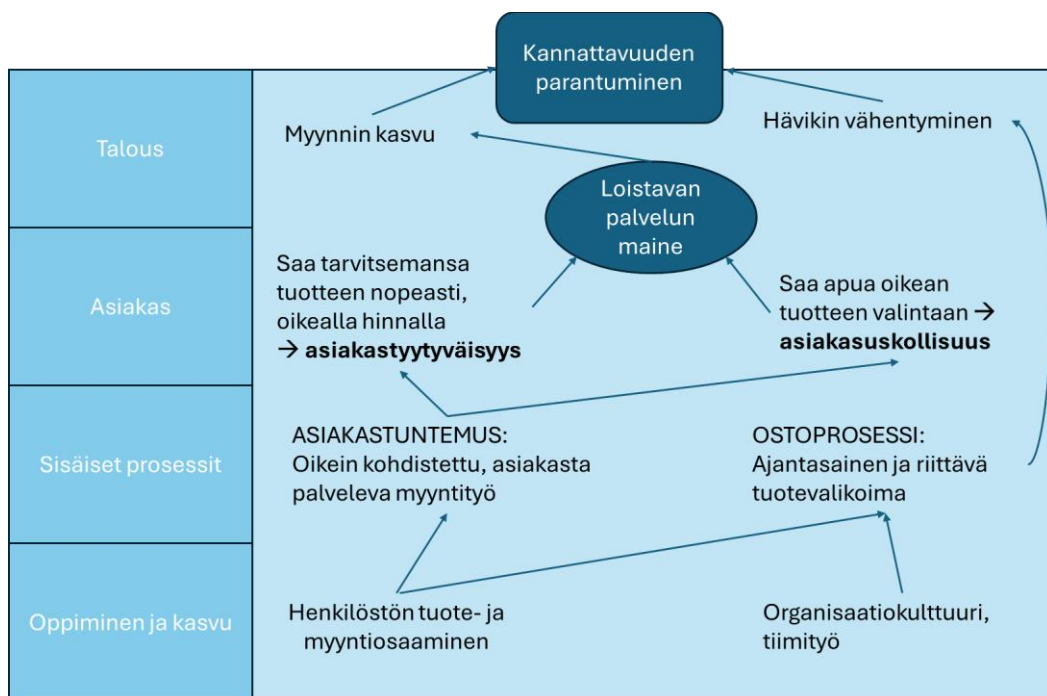 Kannattavuuden
parantuminen
Talous
Myynnin kasvu
Hävikin vähentyminen
Loistavan
palvelun
maine
Asiakas
Saa tarvitsemansa
tuotteen nopeasti,
oikealla hinnalla
→ asiakastyytyväisyys
Saa apua oikean
tuotteen valintaan →
asiakasuskollisuus
Sisäiset prosessit
ASIAKASTUNTEMUS:
Oikein kohdistettu, asiakasta
palveleva myyntityö
OSTOPROSESSI:
Ajantasainen ja riittävä
tuotevalikoima
Oppiminen ja kasvu
Henkilöstön tuote- ja
myyntiosaaminen
Organisaatiokulttuuri,
tiimityö